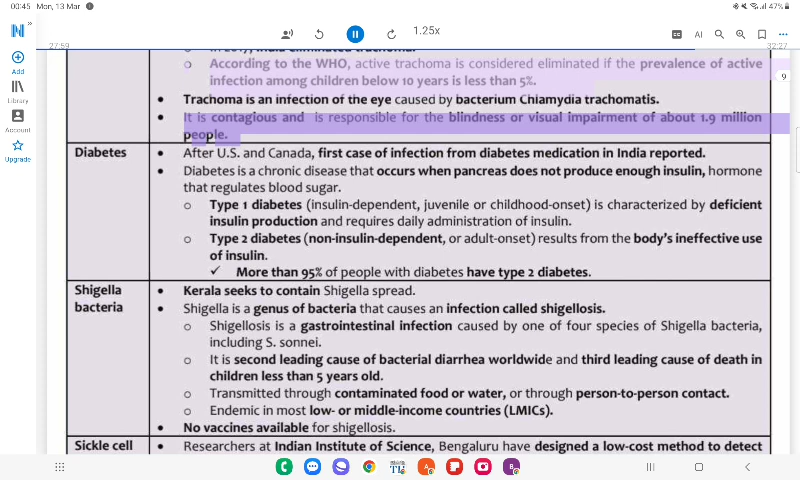 00:45 Mon, 13 Mar
47%
N
»
1.25x
CC
AI
27:59
32:27
Add
Library
Account
Upgrade
9
In 2017, India eliminated trachoma.
o According to the WHO, active trachoma is considered eliminated if the prevalence of active
infection among children below 10 years is less than 5%.
• Trachoma is an infection of the eye caused by bacterium Chlamydia trachomatis.
• It is contagious and is responsible for the blindness or visual impairment of about 1.9 million
people.
Diabetes
• After U.S. and Canada, first case of infection from diabetes medication in India reported.
• Diabetes is a chronic disease that occurs when pancreas does not produce enough insulin, hormone
that regulates blood sugar.
o Type 1 diabetes (insulin-dependent, juvenile or childhood-onset) is characterized by deficient
insulin production and requires daily administration of insulin.
o Type 2 diabetes (non-insulin-dependent, or adult-onset) results from the body's ineffective use
of insulin.
✓ More than 95% of people with diabetes have type 2 diabetes.
Shigella
bacteria
• Kerala seeks to contain Shigella spread.
• Shigella is a genus of bacteria that causes an infection called shigellosis.
o Shigellosis is a gastrointestinal infection caused by one of four species of Shigella bacteria,
including S. sonnei.
o It is second leading cause of bacterial diarrhea worldwide and third leading cause of death in
children less than 5 years old.
o Transmitted through contaminated food or water, or through person-to-person contact.
o Endemic in most low- or middle-income countries (LMICs).
• No vaccines available for shigellosis.
Sickle cell
• Researchers at Indian Institute of Science, Bengaluru have designed a low-cost method to detect